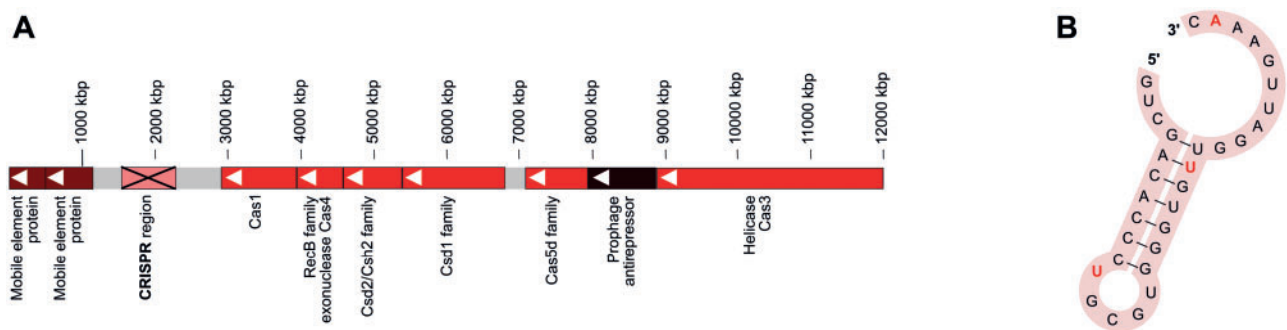 A
1000 kbp
2000 kbp
3000 kbp
4000 kbp
5000 kbp
6000 kbp
7000 kbp
8000 kbp
9000 kbp
10000 kbp
11000 kbp
12000 kbp
Mobile element
protein
Mobile element
protein
CRISPR region
Cas1
RecB family
exonuclease Cas4
Csd2/Csh2 family
Csd1 family
Cas5d family
Prophage
antirepressor
Helicase
Cas3
B
3'
5'
CAAAGUUAGGU